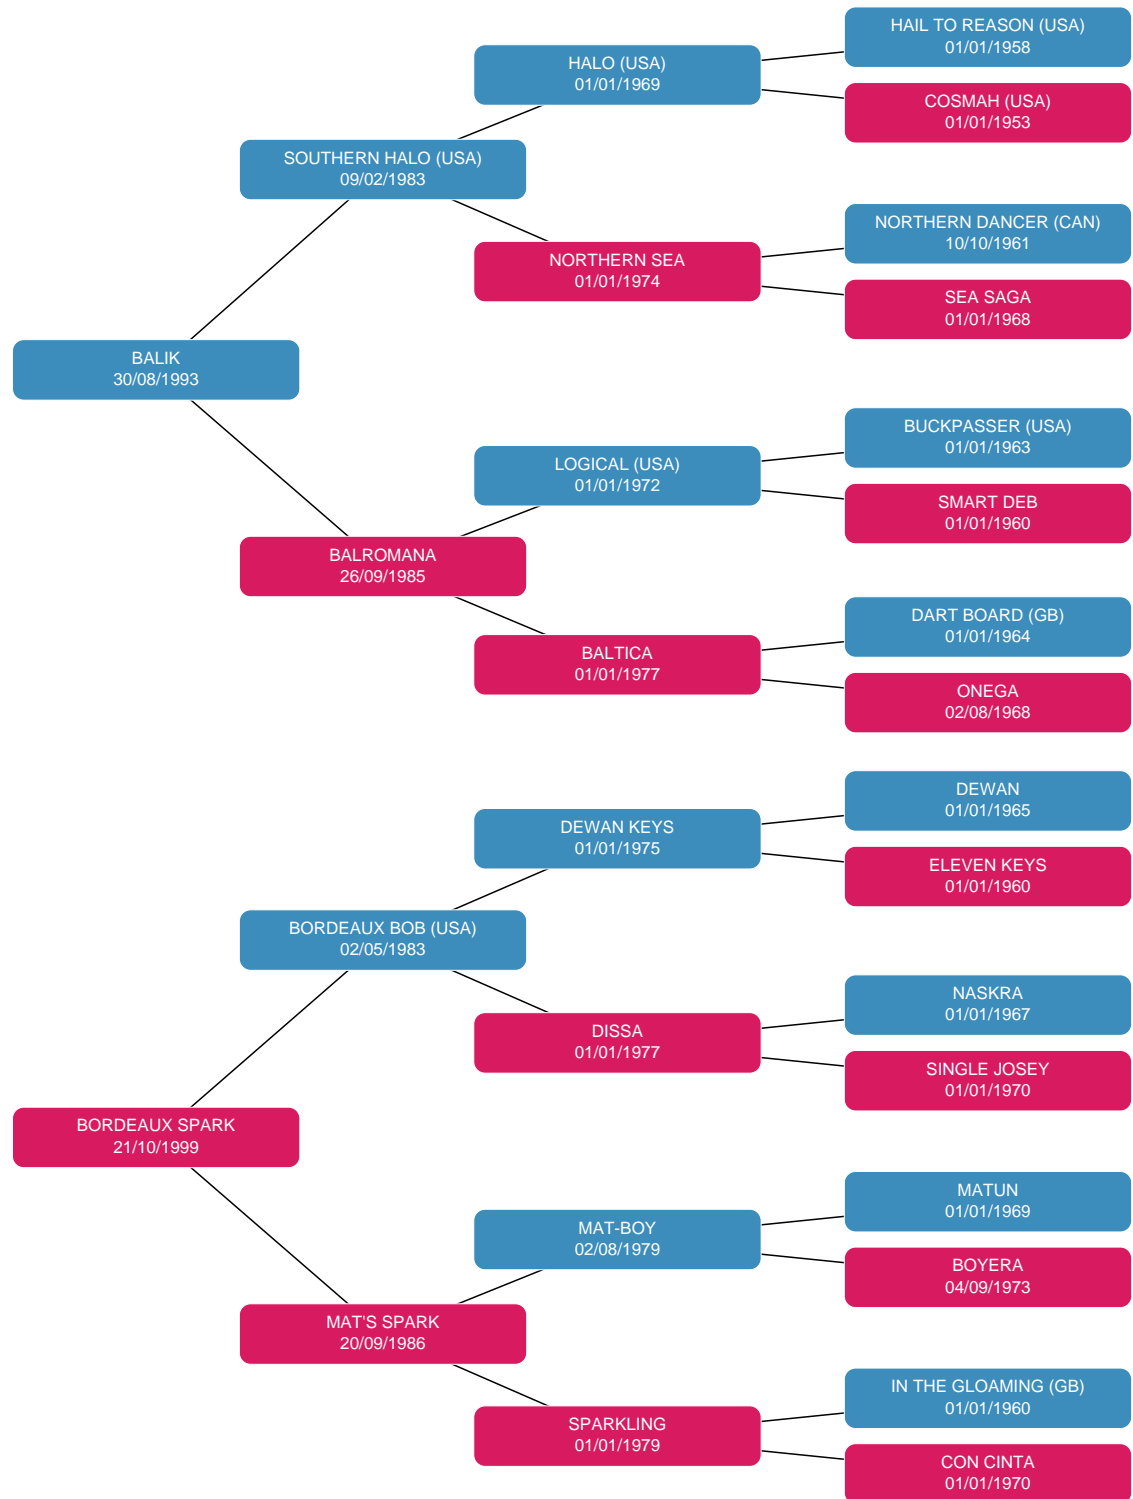 HAIL TO REASON (USA)
01/01/1958
HALO (USA)
01/01/1969
COSMAH (USA)
01/01/1953
SOUTHERN HALO (USA)
09/02/1983
NORTHERN DANCER (CAN)
10/10/1961
NORTHERN SEA
01/01/1974
SEA SAGA
01/01/1968
BALIK
30/08/1993
BUCKPASSER (USA)
01/01/1963
LOGICAL (USA)
01/01/1972
SMART DEB
01/01/1960
BALROMANA
26/09/1985
DART BOARD (GB)
01/01/1964
BALTICA
01/01/1977
ONEGA
02/08/1968
DEWAN
01/01/1965
DEWAN KEYS
01/01/1975
ELEVEN KEYS
01/01/1960
BORDEAUX BOB (USA)
02/05/1983
NASKRA
01/01/1967
DISSA
01/01/1977
SINGLE JOSEY
01/01/1970
BORDEAUX SPARK
21/10/1999
MATUN
01/01/1969
MAT-BOY
02/08/1979
BOYERA
04/09/1973
MAT'S SPARK
20/09/1986
IN THE GLOAMING (GB)
01/01/1960
SPARKLING
01/01/1979
CON CINTA
01/01/1970